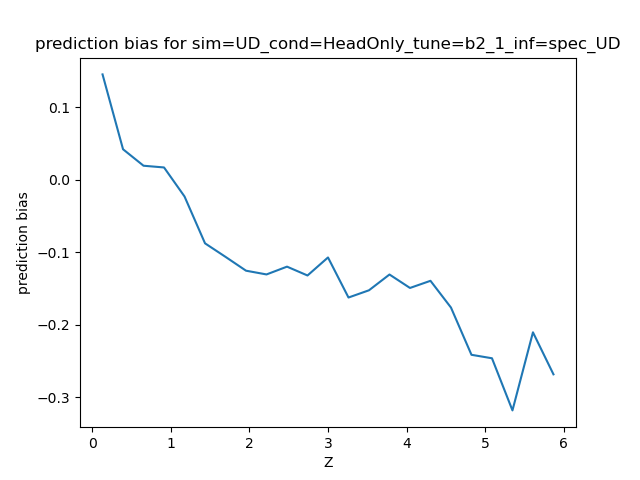 prediction bias for sim=UD_cond=HeadOnly_tune=b2_1_inf=spec_UD
prediction bias
0.1
0.0
−0.1
−0.2
−0.3
0 1 2 3 4 5 6
Z